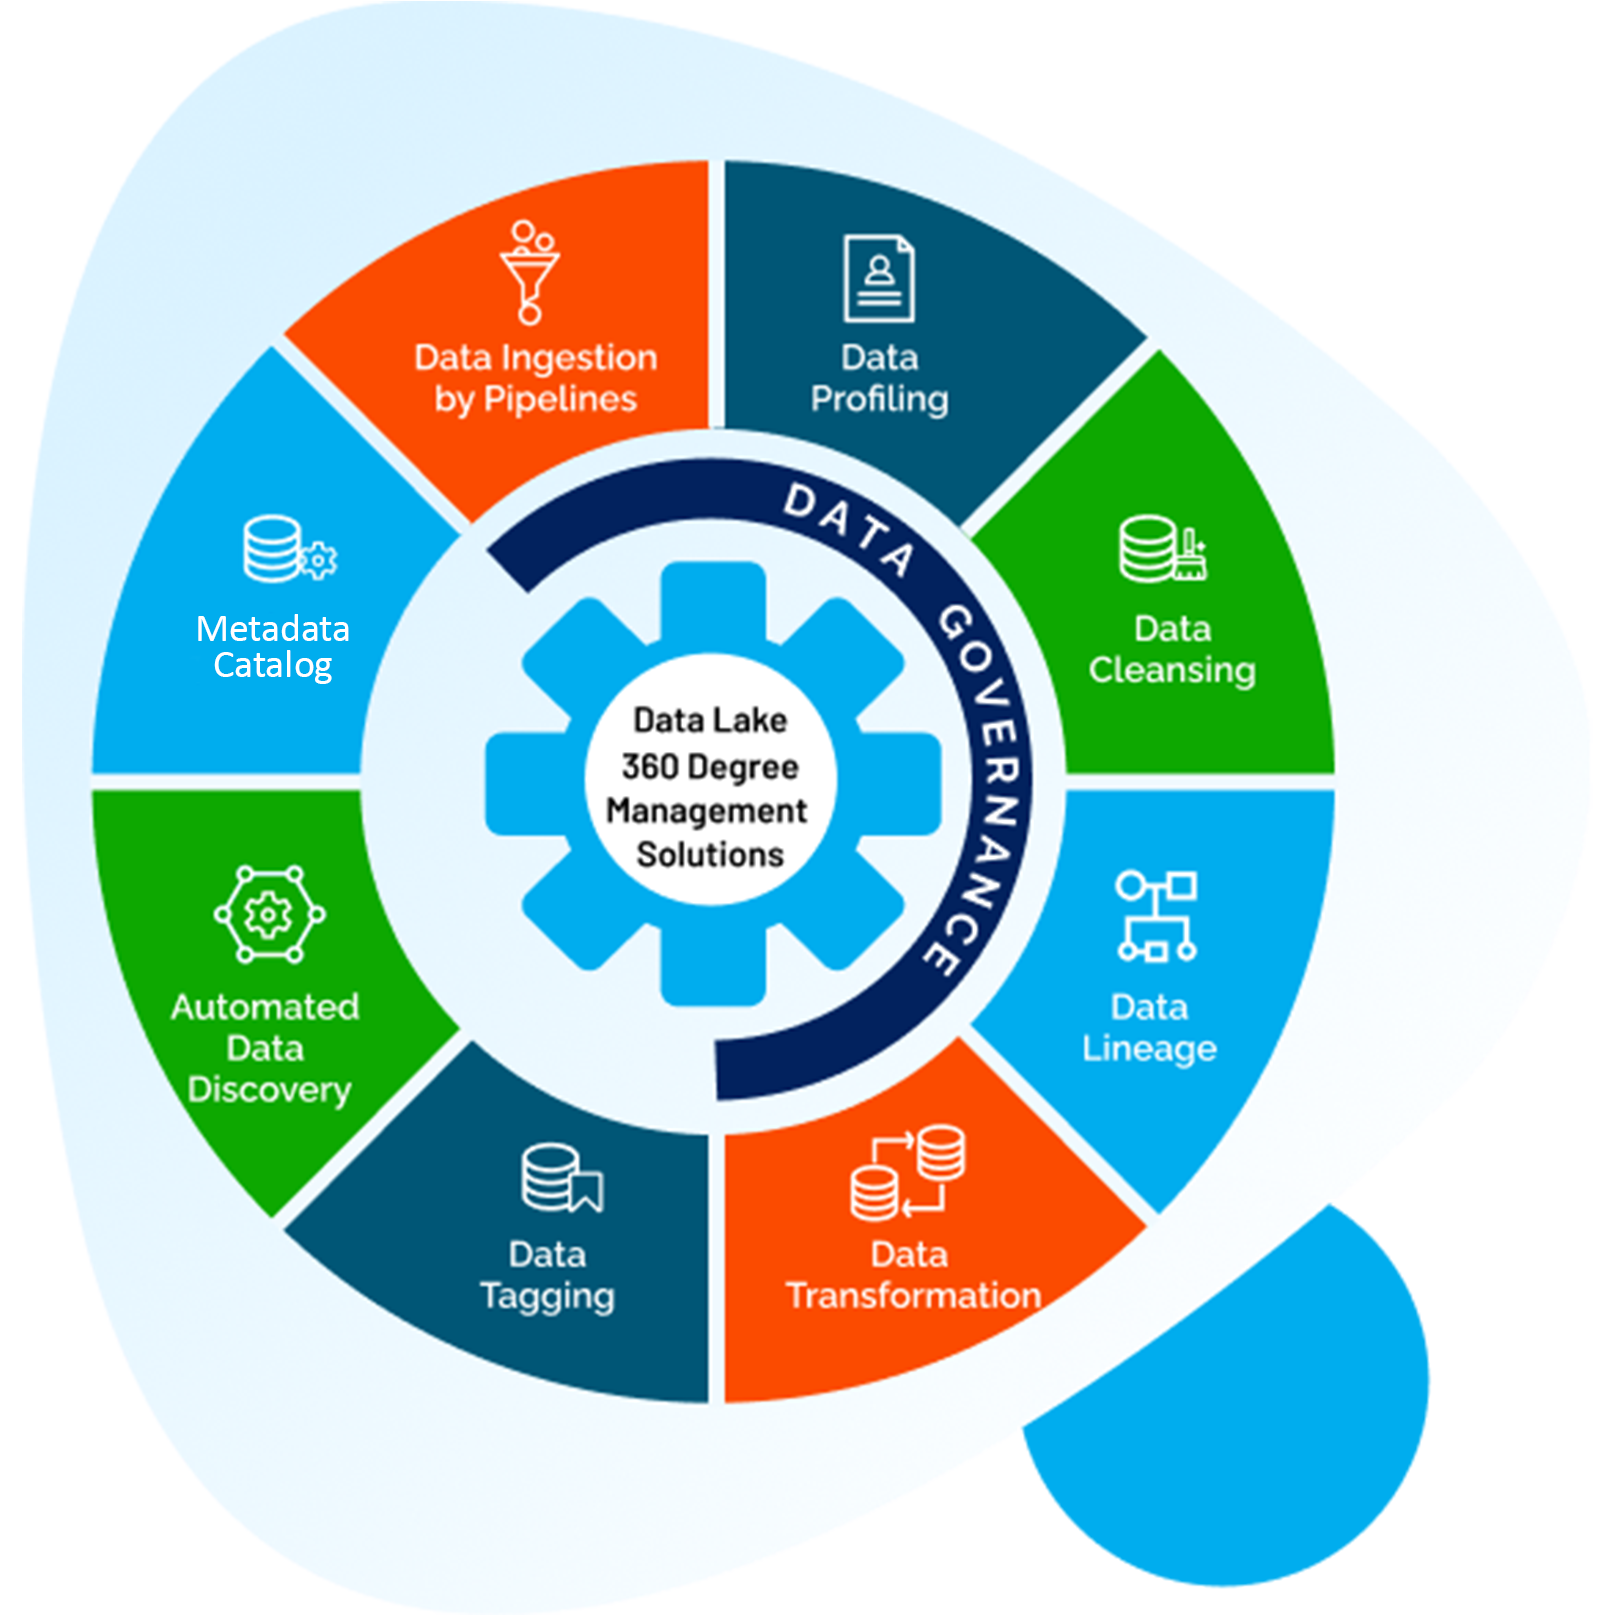 Data Ingestion
by Pipelines
Data
Profiling
Data
Cleansing
Data
Lineage
Data
Transformation
Data
Tagging
Automated
Data
Discovery
Metadata
Catalog
DATA GOVERNANCE
Data Lake
360 Degree
Management
Solutions